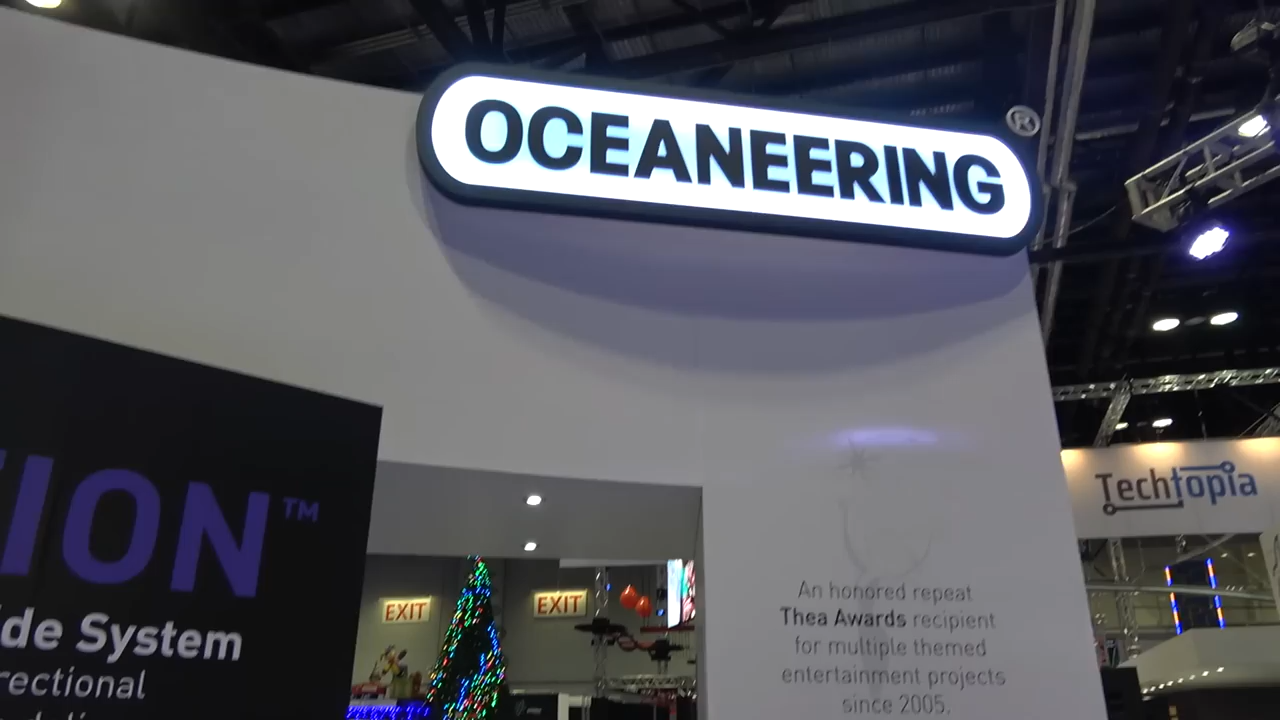 OCEANEERING
®
Techtopia
ION™
de System
rectional
EXIT
EXIT
An honored repeat
Thea Awards recipient
for multiple themed
entertainment projects
since 2005.